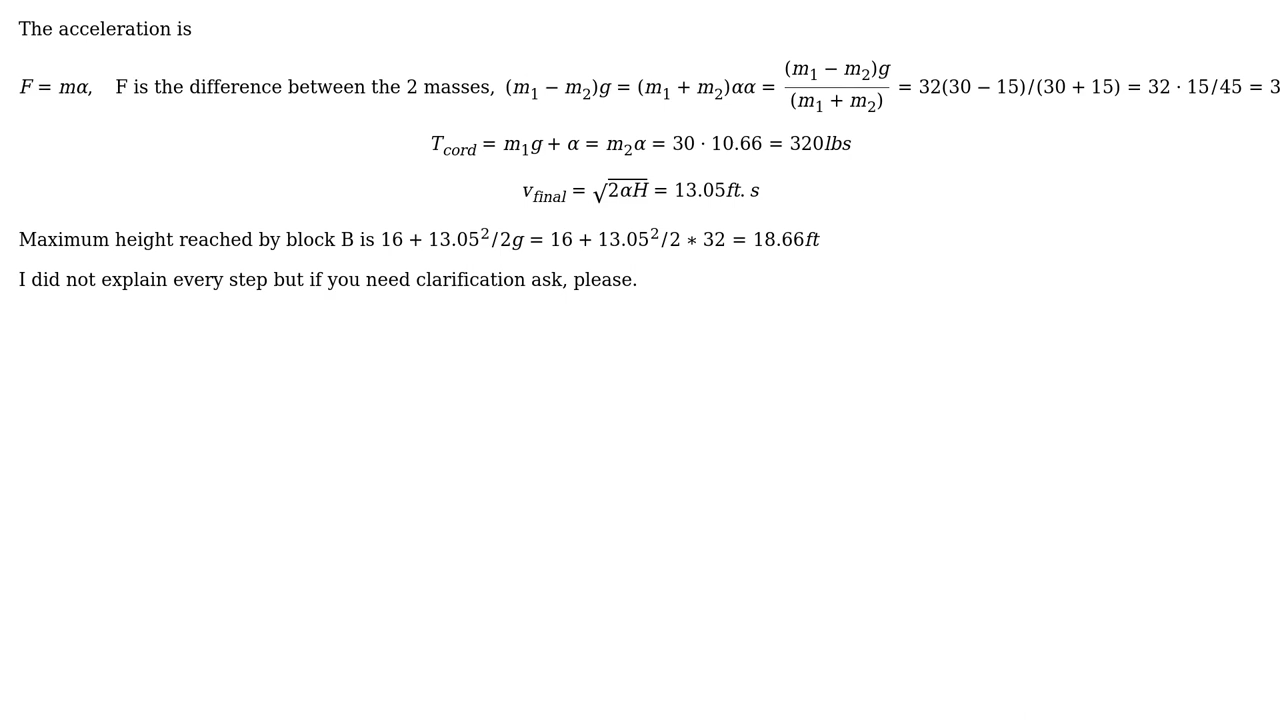 The acceleration is
F = mα, F is the difference between the 2 masses, (m₁ − m₂)g = (m₁ + m₂)αα = (m₁ − m₂)g / (m₁ + m₂) = 32(30 − 15)/(30 + 15) = 32 · 15/45 = 3
T_cord = m₁g + α = m₂α = 30 · 10.66 = 320lbs
v_final = √(2αH) = 13.05ft. s
Maximum height reached by block B is 16 + 13.05²/2g = 16 + 13.05²/2 ∗ 32 = 18.66ft
I did not explain every step but if you need clarification ask, please.